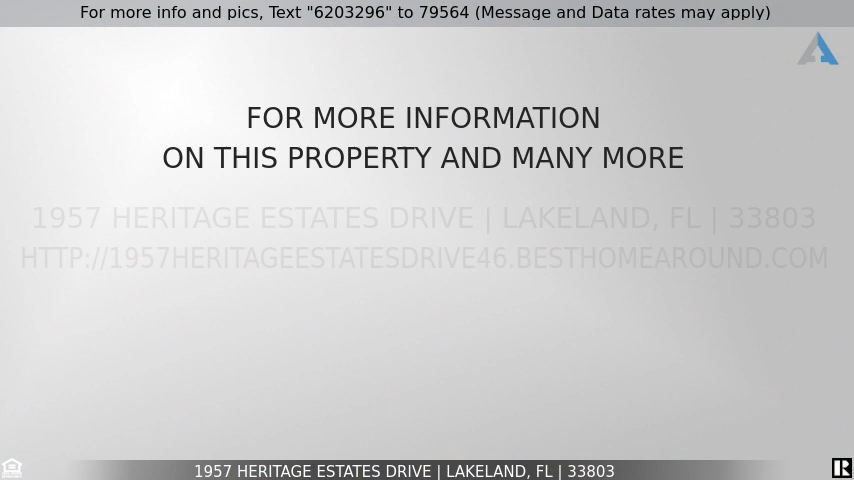 For more info and pics, Text "6203296" to 79564 (Message and Data rates may apply)
FOR MORE INFORMATION
ON THIS PROPERTY AND MANY MORE
1957 HERITAGE ESTATES DRIVE | LAKELAND, FL | 33803
HTTP://1957HERITAGEESTATESDRIVE46.BESTHOMEAROUND.COM
1957 HERITAGE ESTATES DRIVE | LAKELAND, FL | 33803